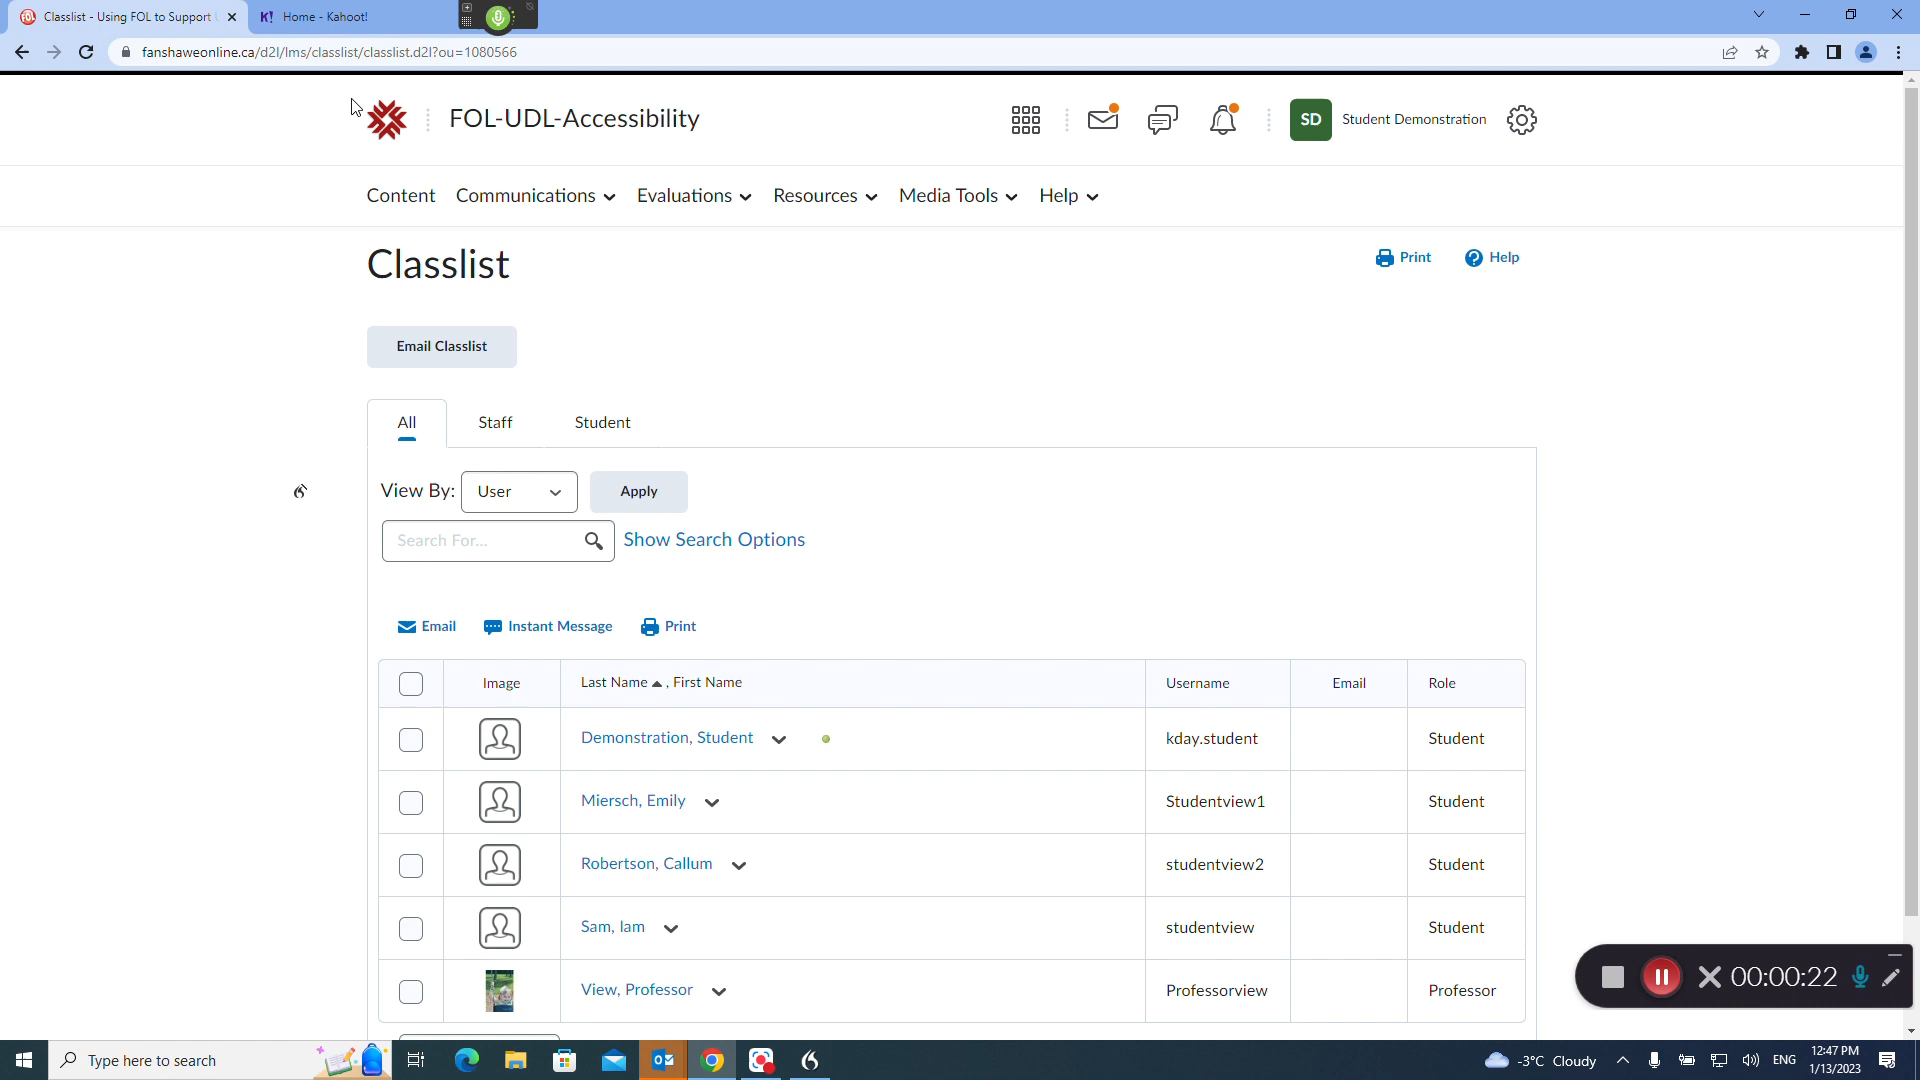 FOL
Classlist - Using FOL to Support
K! Home - Kahoot!
fanshaweonline.ca/d2l/lms/classlist/classlist.d2l?ou=1080566
FOL-UDL-Accessibility
SD Student Demonstration
Content Communications Evaluations Resources Media Tools Help
Classlist
Print Help
Email Classlist
All Staff Student
View By: User Apply
Search For... Show Search Options
Email Instant Message Print
Image Last Name , First Name Username Email Role
Demonstration, Student kday.student Student
Miersch, Emily Studentview1 Student
Robertson, Callum studentview2 Student
Sam, Iam studentview Student
View, Professor Professorview Professor
00:00:22
Type here to search
-3°C Cloudy
ENG
12:47 PM
1/13/2023